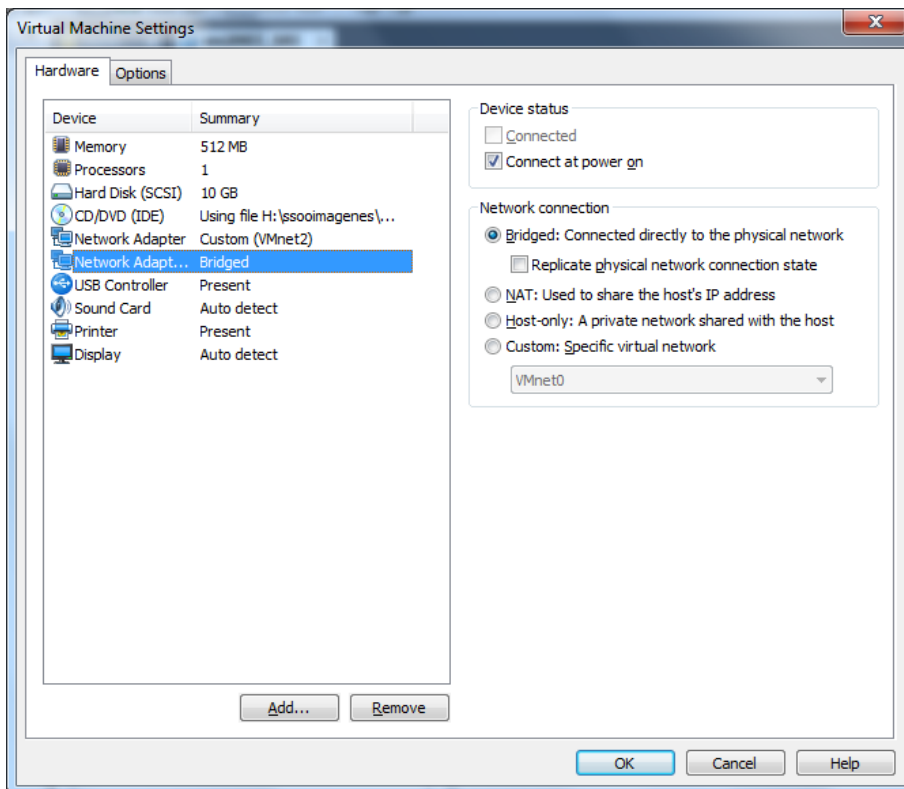 Virtual Machine Settings
Hardware
Options
Device Summary
Memory 512 MB
Processors 1
Hard Disk (SCSI) 10 GB
CD/DVD (IDE) Using file H:\ssooimagenes\...
Network Adapter Custom (VMnet2)
Network Adapt... Bridged
USB Controller Present
Sound Card Auto detect
Printer Present
Display Auto detect
Add...
Remove
Device status
Connected
Connect at power on
Network connection
Bridged: Connected directly to the physical network
Replicate physical network connection state
NAT: Used to share the host's IP address
Host-only: A private network shared with the host
Custom: Specific virtual network
VMnet0
OK
Cancel
Help